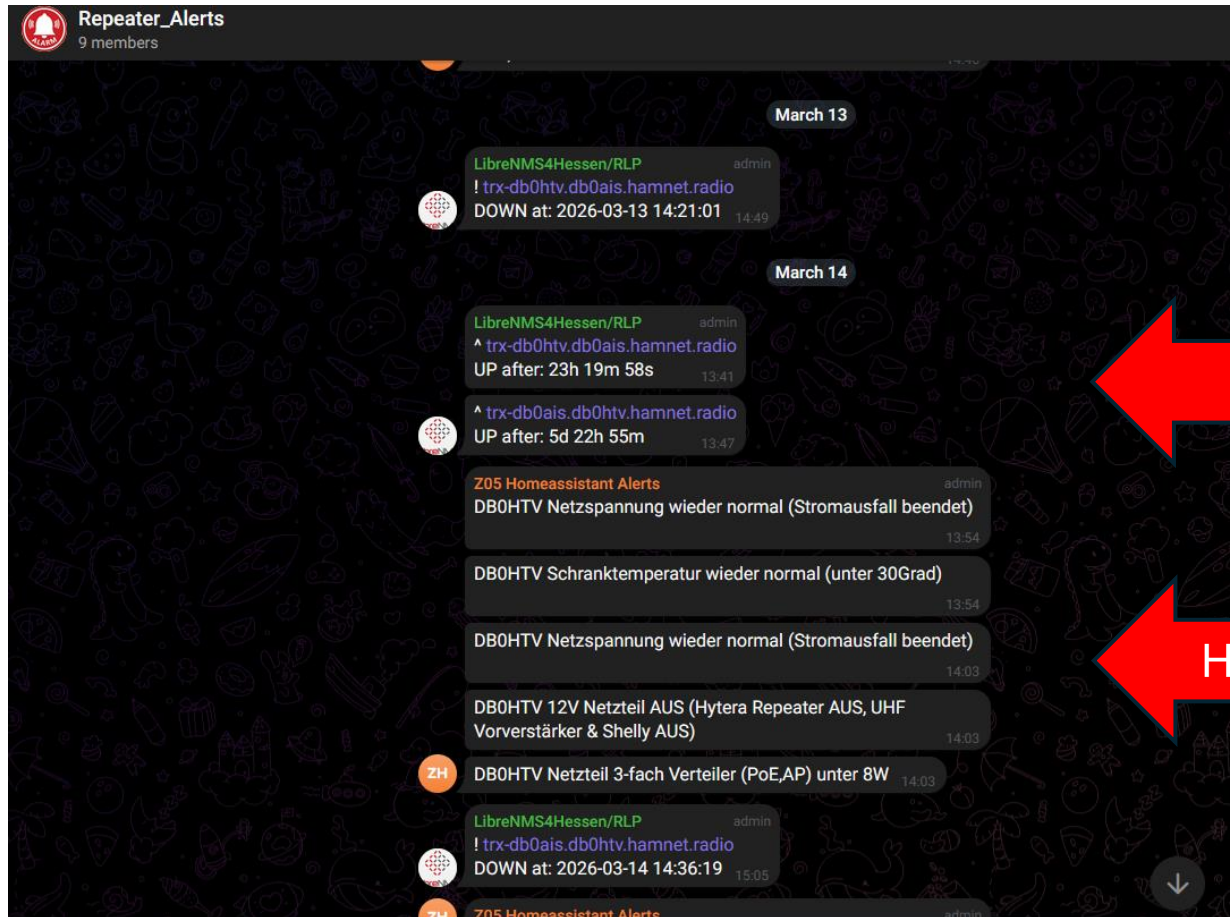 Repeater_Alerts
9 members
ALARM
March 13
LibreNMS4Hessen/RLP admin
! trx-db0htv.db0ais.hamnet.radio
DOWN at: 2026-03-13 14:21:01 14:49
March 14
LibreNMS4Hessen/RLP admin
^ trx-db0htv.db0ais.hamnet.radio
UP after: 23h 19m 58s 13:41
^ trx-db0ais.db0htv.hamnet.radio
UP after: 5d 22h 55m 13:47
Z05 Homeassistant Alerts admin
DB0HTV Netzspannung wieder normal (Stromausfall beendet)
13:54
DB0HTV Schranktemperatur wieder normal (unter 30Grad)
13:54
DB0HTV Netzspannung wieder normal (Stromausfall beendet)
14:03
H
DB0HTV 12V Netzteil AUS (Hytera Repeater AUS, UHF
Vorverstärker & Shelly AUS) 14:03
ZH
DB0HTV Netzteil 3-fach Verteiler (PoE,AP) unter 8W 14:03
LibreNMS4Hessen/RLP admin
! trx-db0ais.db0htv.hamnet.radio
DOWN at: 2026-03-14 14:36:19 15:05
ZH
Z05 Homeassistant Alerts admin